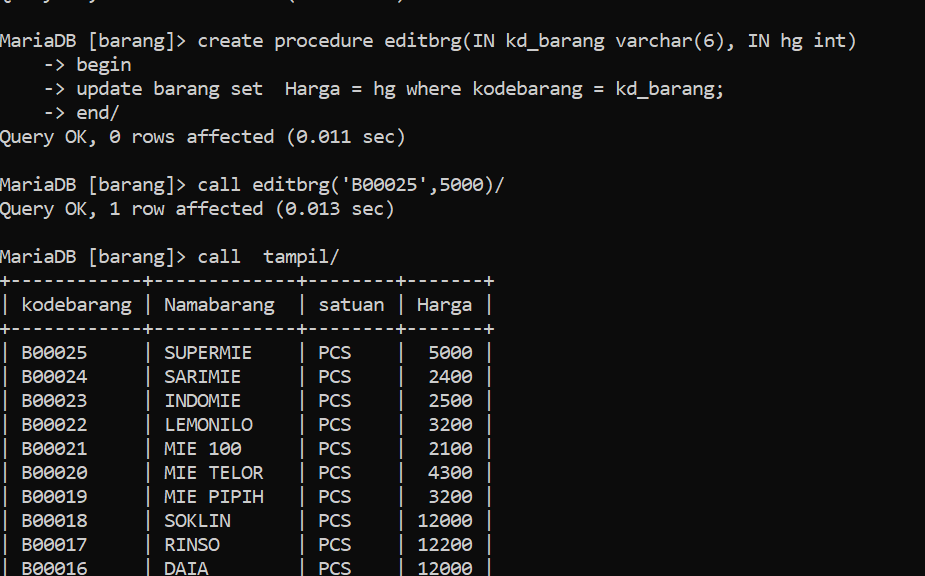 MariaDB [barang]> create procedure editbrg(IN kd_barang varchar(6), IN hg int)
    -> begin
    -> update barang set  Harga = hg where kodebarang = kd_barang;
    -> end/
Query OK, 0 rows affected (0.011 sec)
MariaDB [barang]> call editbrg('B00025',5000)/
Query OK, 1 row affected (0.013 sec)
MariaDB [barang]> call  tampil/
+------------+-------------+--------+-------+
| kodebarang | Namabarang  | satuan | Harga |
+------------+-------------+--------+-------+
| B00025     | SUPERMIE    | PCS    |  5000 |
| B00024     | SARIMIE     | PCS    |  2400 |
| B00023     | INDOMIE     | PCS    |  2500 |
| B00022     | LEMONILO    | PCS    |  3200 |
| B00021     | MIE 100     | PCS    |  2100 |
| B00020     | MIE TELOR   | PCS    |  4300 |
| B00019     | MIE PIPIH   | PCS    |  3200 |
| B00018     | SOKLIN      | PCS    | 12000 |
| B00017     | RINSO       | PCS    | 12200 |
| B00016     | DAIA        | PCS    | 12000 |